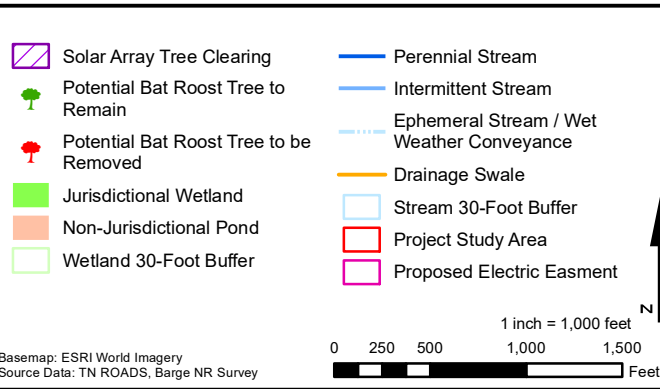 Solar Array Tree Clearing
Potential Bat Roost Tree to
Remain
Potential Bat Roost Tree to be
Removed
Jurisdictional Wetland
Non-Jurisdictional Pond
Wetland 30-Foot Buffer
Perennial Stream
Intermittent Stream
Ephemeral Stream / Wet
Weather Conveyance
Drainage Swale
Stream 30-Foot Buffer
Project Study Area
Proposed Electric Easment
N
1 inch = 1,000 feet
0 250 500 1,000 1,500
Feet
Basemap: ESRI World Imagery
Source Data: TN ROADS, Barge NR Survey